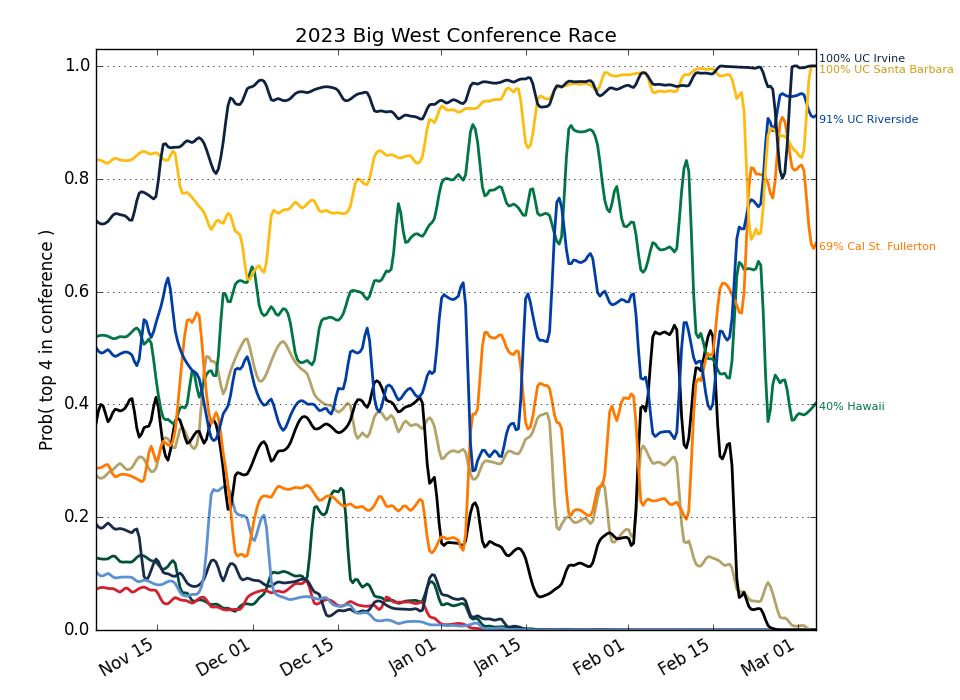 2023 Big West Conference Race
Prob( top 4 in conference )
1.0
0.8
0.6
0.4
0.2
0.0
Nov 15
Dec 01
Dec 15
Jan 01
Jan 15
Feb 01
Feb 15
Mar 01
100% UC Irvine
100% UC Santa Barbara
91% UC Riverside
69% Cal St. Fullerton
40% Hawaii